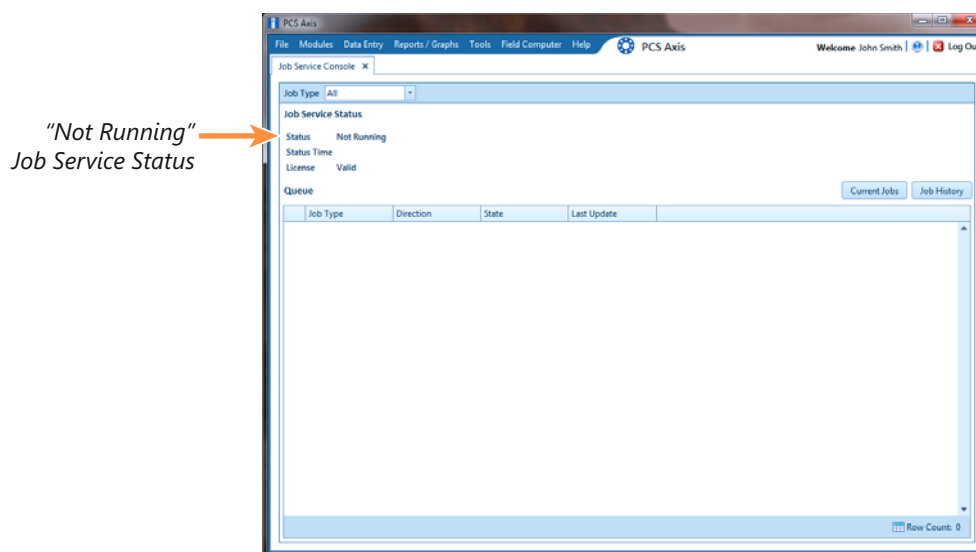 PCS Axis
File Modules Data Entry Reports / Graphs Tools Field Computer Help PCS Axis Welcome John Smith Log Ou
Job Service Console
Job Type All
Job Service Status
"Not Running"
Job Service Status
Status Not Running
Status Time
License Valid
Queue Current Jobs Job History
Job Type Direction State Last Update
Row Count: 0